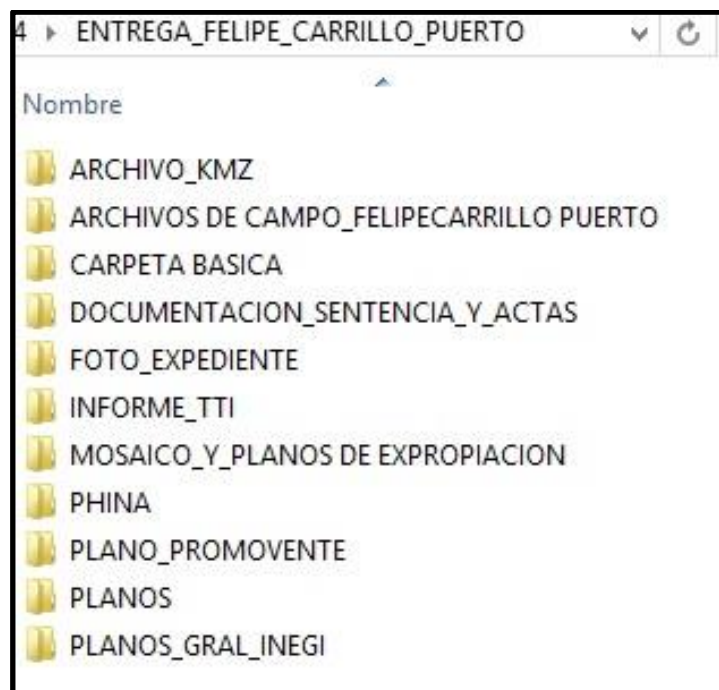 4 ▸ ENTREGA_FELIPE_CARRILLO_PUERTO
Nombre
ARCHIVO_KMZ
ARCHIVOS DE CAMPO_FELIPECARRILLO PUERTO
CARPETA BASICA
DOCUMENTACION_SENTENCIA_Y_ACTAS
FOTO_EXPEDIENTE
INFORME_TTI
MOSAICO_Y_PLANOS DE EXPROPIACION
PHINA
PLANO_PROMOVENTE
PLANOS
PLANOS_GRAL_INEGI